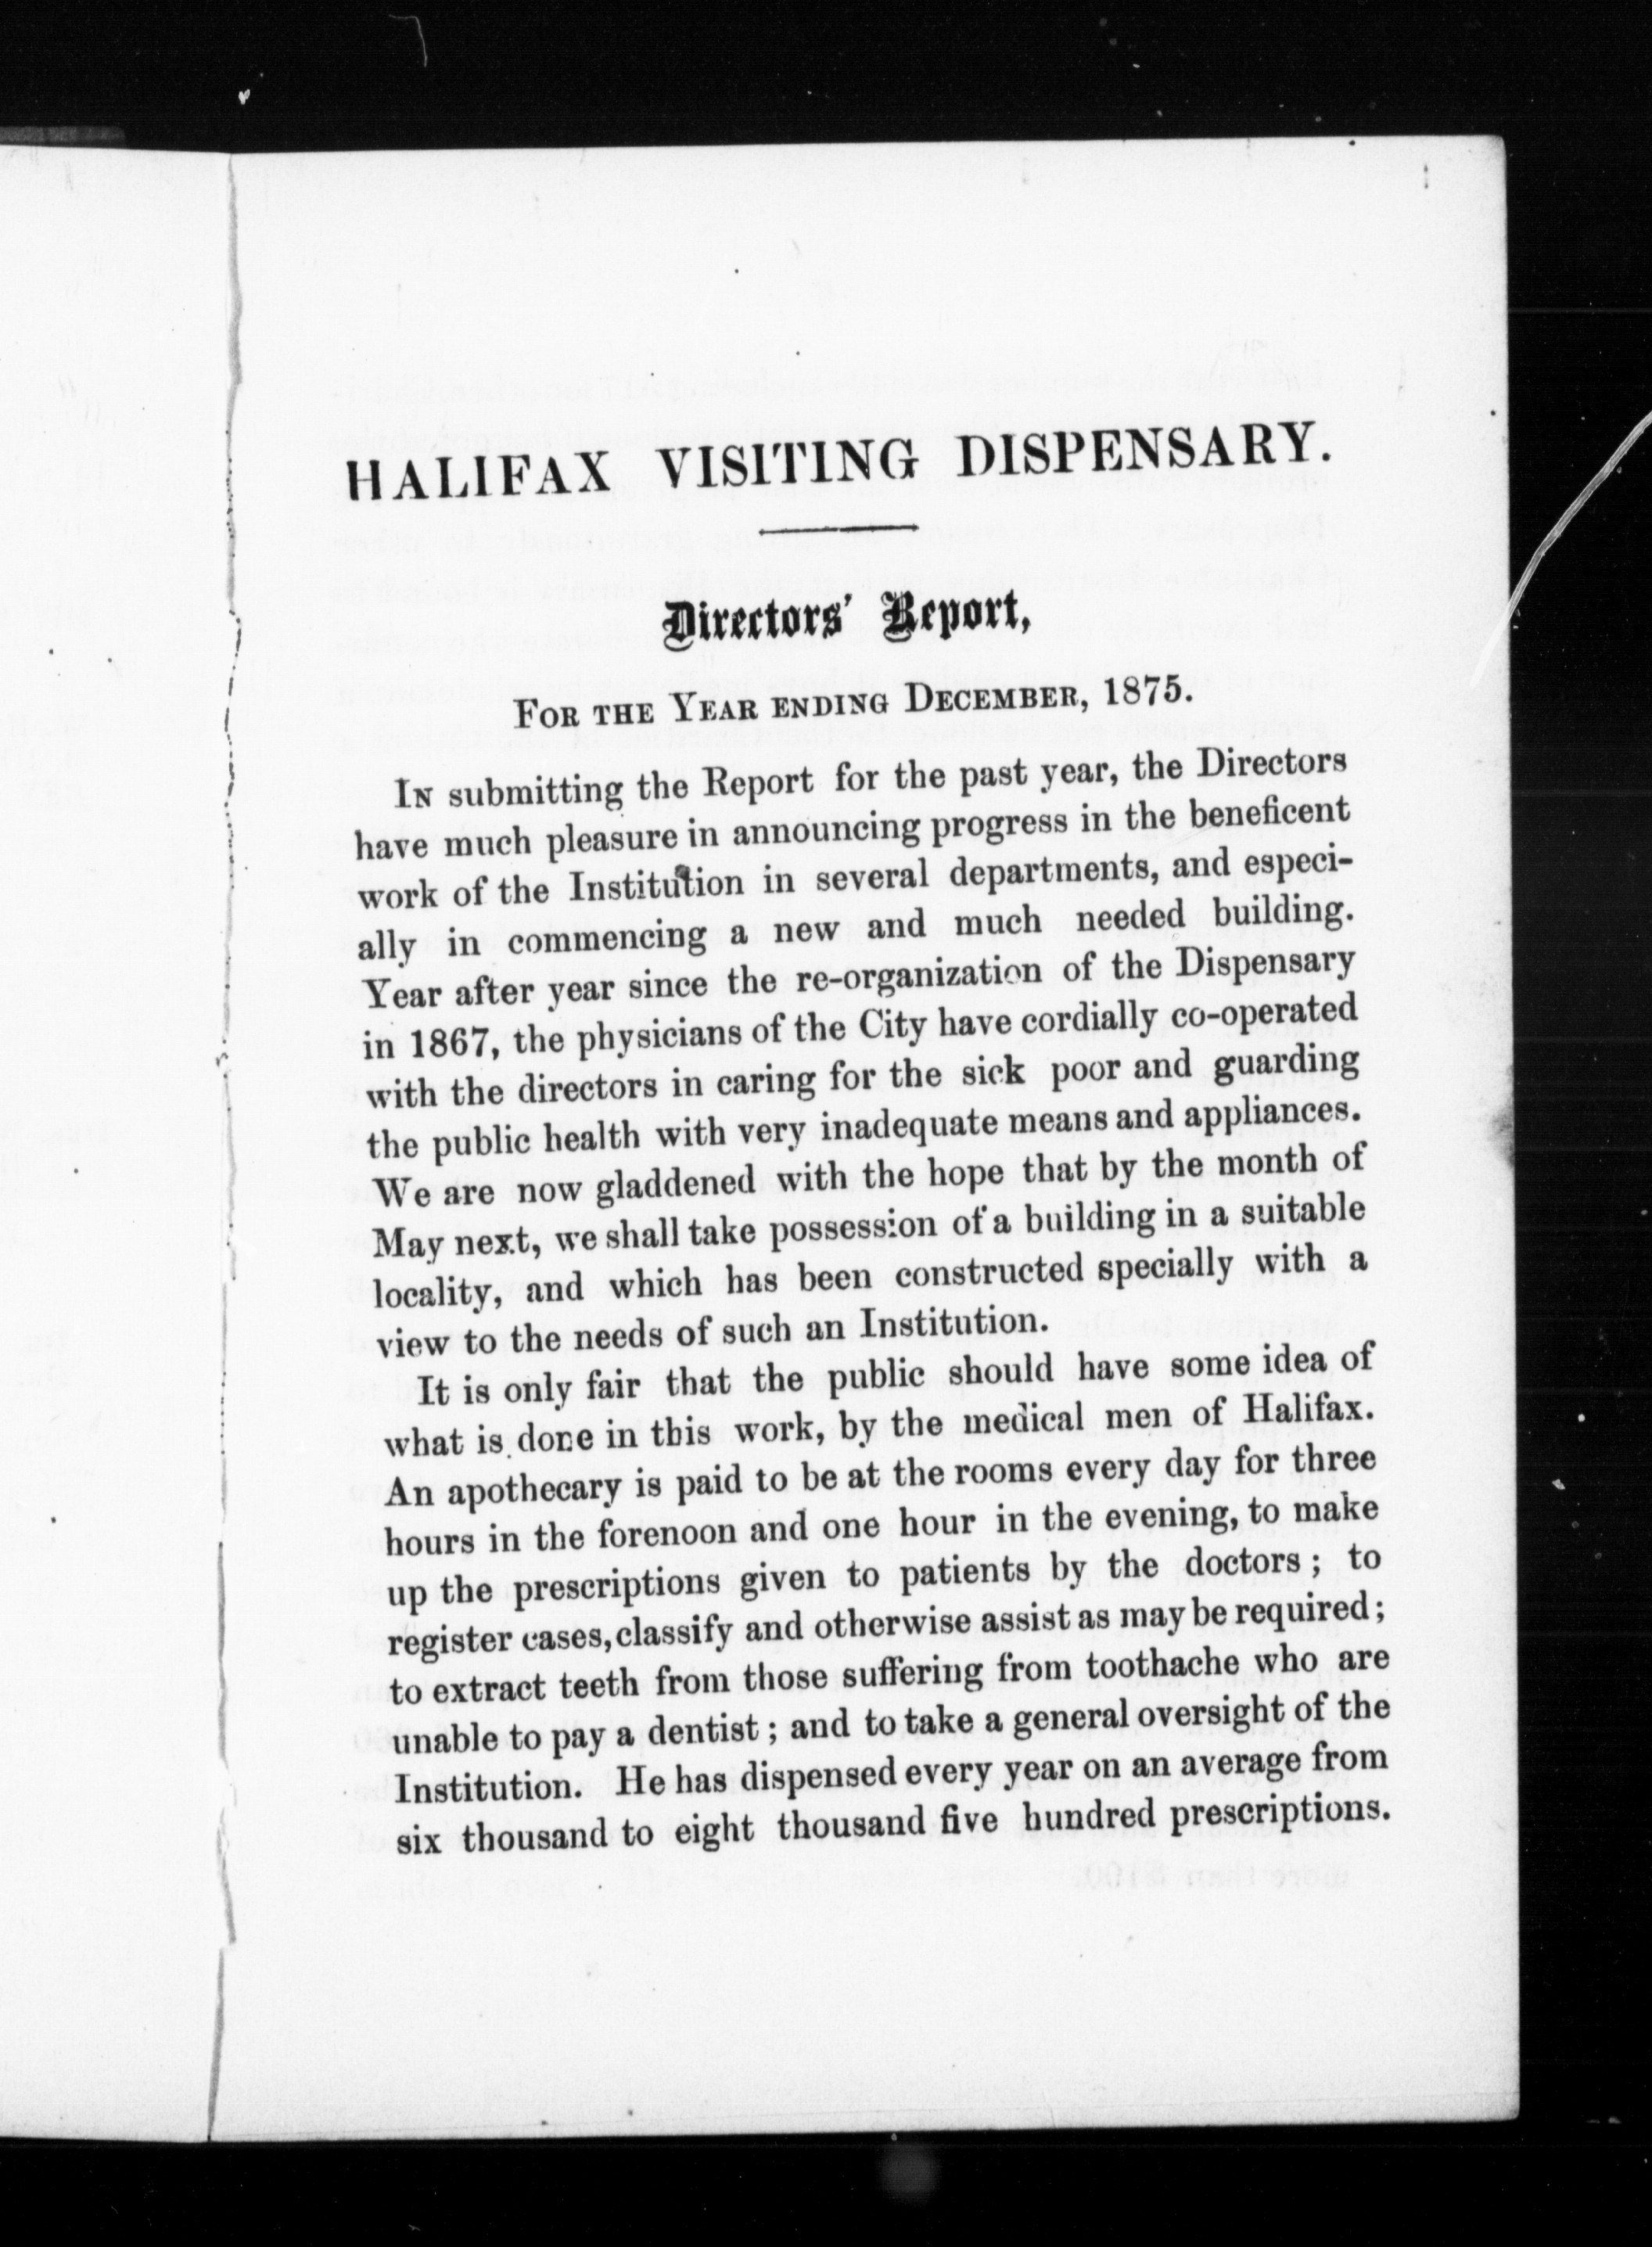 HALIFAX VISITING DISPENSARY.
Directors' Report,
FOR THE YEAR ENDING DECEMBER, 1875.
IN submitting the Report for the past year, the Directors
have much pleasure in announcing progress in the beneficent
work of the Institution in several departments, and especi-
ally in commencing a new and much needed building.
Year after year since the re-organization of the Dispensary
in 1867, the physicians of the City have cordially co-operated
with the directors in caring for the sick poor and guarding
the public health with very inadequate means and appliances.
We are now gladdened with the hope that by the month of
May next, we shall take possession of a building in a suitable
locality, and which has been constructed specially with a
view to the needs of such an Institution.
It is only fair that the public should have some idea of
what is done in this work, by the medical men of Halifax.
An apothecary is paid to be at the rooms every day for three
hours in the forenoon and one hour in the evening, to make
up the prescriptions given to patients by the doctors; to
register cases, classify and otherwise assist as may be required;
to extract teeth from those suffering from toothache who are
unable to pay a dentist; and to take a general oversight of the
Institution. He has dispensed every year on an average from
six thousand to eight thousand five hundred prescriptions.